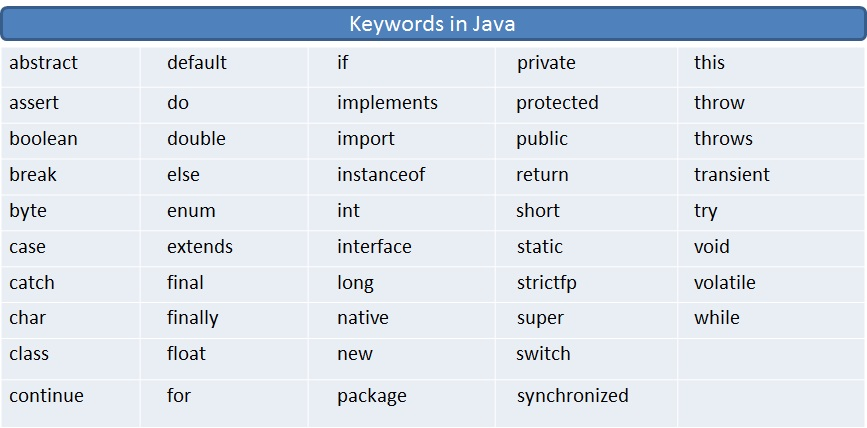 Keywords in Java
abstract default if private this
assert do implements protected throw
boolean double import public throws
break else instanceof return transient
byte enum int short try
case extends interface static void
catch final long strictfp volatile
char finally native super while
class float new switch
continue for package synchronized